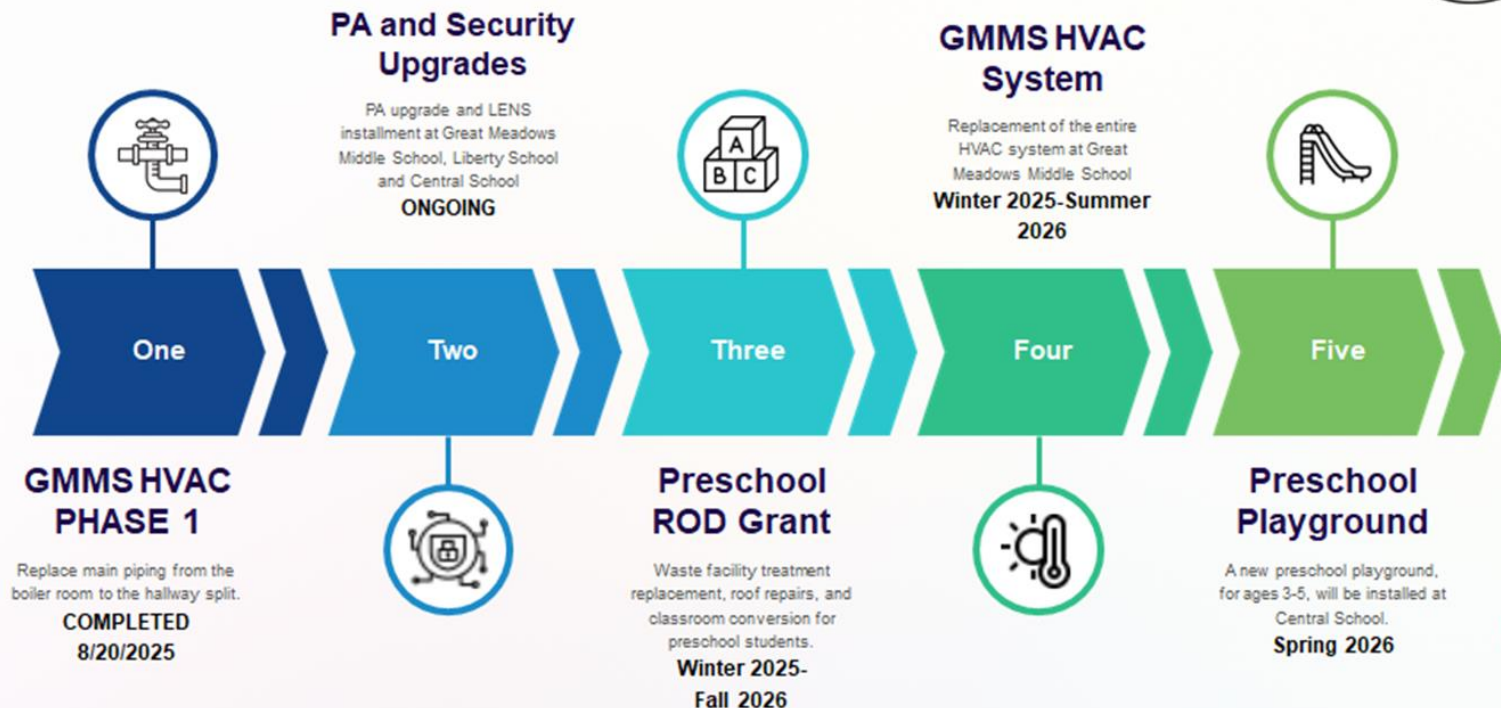 One
GMMS HVAC
PHASE 1
Replace main piping from the
boiler room to the hallway split.
COMPLETED
8/20/2025
PA and Security
Upgrades
PA upgrade and LENS
installment at Great Meadows
Middle School, Liberty School
and Central School
ONGOING
Two
A
B C
Three
Preschool
ROD Grant
Waste facility treatment
replacement, roof repairs, and
classroom conversion for
preschool students.
Winter 2025-
Fall 2026
GMMS HVAC
System
Replacement of the entire
HVAC system at Great
Meadows Middle School
Winter 2025-Summer
2026
Four
Five
Preschool
Playground
A new preschool playground,
for ages 3-5, will be installed at
Central School.
Spring 2026